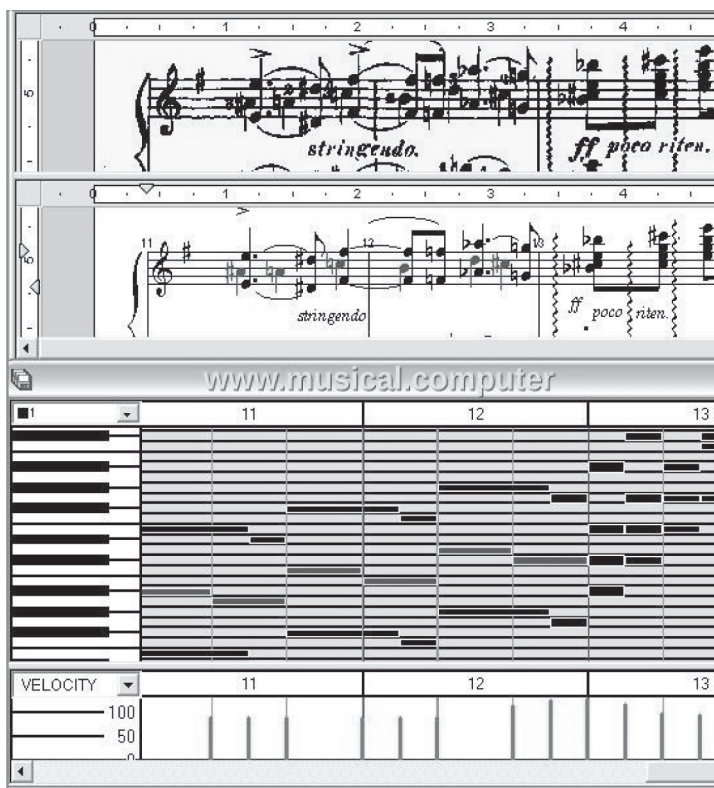 1 2 3 4
5
stringendo. ff poco riten.
1 2 3 4
11 12 13
5
stringendo ff poco riten.
www.musical.computer
1 11 12 13
VELOCITY 11 12 13
100
50
0